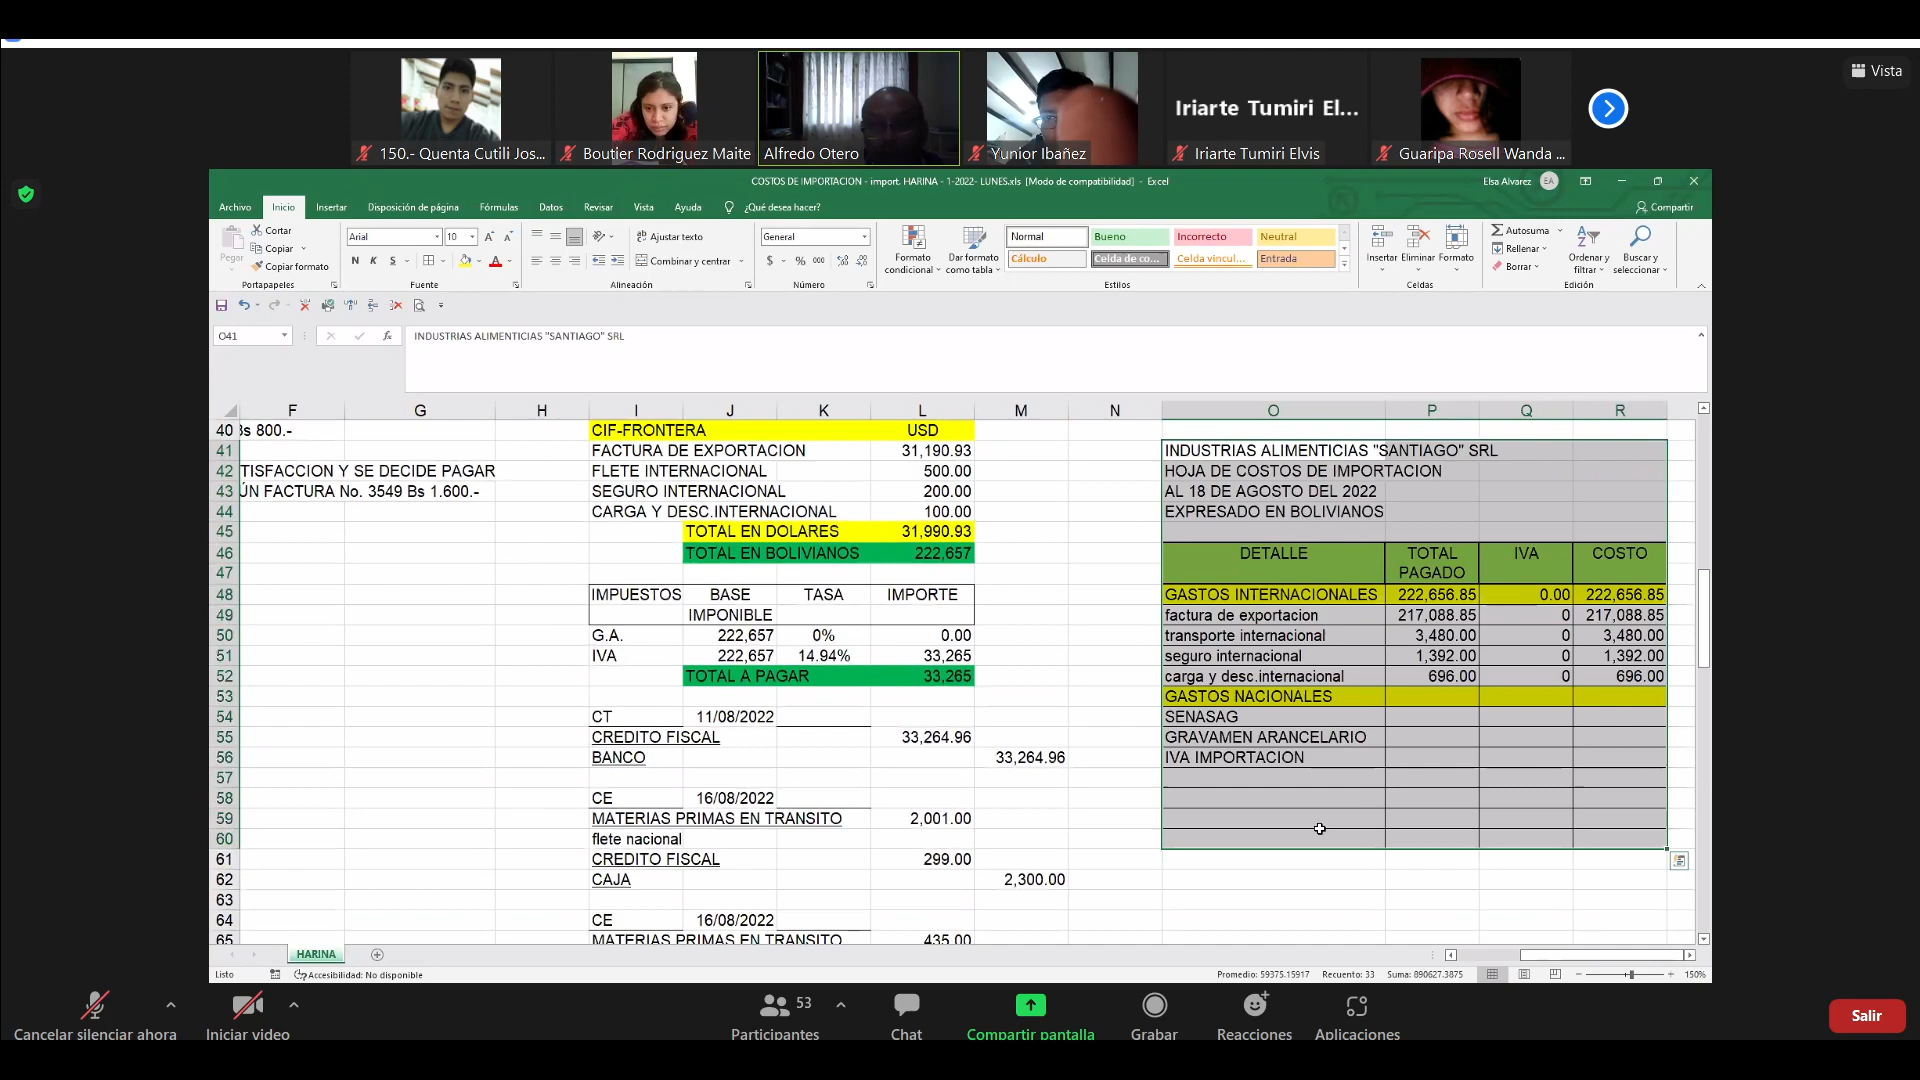 Vista
Iriarte Tumiri El...
150.- Quenta Cutili Jos...
Boutier Rodriguez Maite
Alfredo Otero
Yunior Ibañez
Iriarte Tumiri Elvis
Guaripa Rosell Wanda ...
COSTOS DE IMPORTACION - import. HARINA - 1-2022- LUNES.xls [Modo de compatibilidad] - Excel
Elsa Alvarez EA
Archivo Inicio Insertar Disposición de página Fórmulas Datos Revisar Vista Ayuda ¿Qué desea hacer? Compartir
Pegar Cortar Copiar Copiar formato
Portapapeles
Arial 10
N K S
Fuente
Ajustar texto
Combinar y centrar
Alineación
General
$ % 000
Número
Formato condicional
Dar formato como tabla
Normal Bueno Incorrecto Neutral
Cálculo Celda de co... Celda vincul... Entrada
Estilos
Insertar Eliminar Formato
Celdas
Autosuma
Rellenar
Borrar
Ordenar y filtrar
Buscar y seleccionar
Edición
O41 fx INDUSTRIAS ALIMENTICIAS "SANTIAGO" SRL
F G H I J K L M N O P Q R
40 Bs 800.- CIF-FRONTERA USD
41 FACTURA DE EXPORTACION 31,190.93 INDUSTRIAS ALIMENTICIAS "SANTIAGO" SRL
42 TISFACCION Y SE DECIDE PAGAR FLETE INTERNACIONAL 500.00 HOJA DE COSTOS DE IMPORTACION
43 ÚN FACTURA No. 3549 Bs 1.600.- SEGURO INTERNACIONAL 200.00 AL 18 DE AGOSTO DEL 2022
44 CARGA Y DESC.INTERNACIONAL 100.00 EXPRESADO EN BOLIVIANOS
45 TOTAL EN DOLARES 31,990.93
46 TOTAL EN BOLIVIANOS 222,657 DETALLE TOTAL IVA COSTO
47 PAGADO
48 IMPUESTOS BASE TASA IMPORTE GASTOS INTERNACIONALES 222,656.85 0.00 222,656.85
49 IMPONIBLE factura de exportacion 217,088.85 0 217,088.85
50 G.A. 222,657 0% 0.00 transporte internacional 3,480.00 0 3,480.00
51 IVA 222,657 14.94% 33,265 seguro internacional 1,392.00 0 1,392.00
52 TOTAL A PAGAR 33,265 carga y desc.internacional 696.00 0 696.00
53 GASTOS NACIONALES
54 CT 11/08/2022 SENASAG
55 CREDITO FISCAL 33,264.96 GRAVAMEN ARANCELARIO
56 BANCO 33,264.96 IVA IMPORTACION
57
58 CE 16/08/2022
59 MATERIAS PRIMAS EN TRANSITO 2,001.00
60 flete nacional
61 CREDITO FISCAL 299.00
62 CAJA 2,300.00
63
64 CE 16/08/2022
65 MATERIAS PRIMAS EN TRANSITO 435.00
HARINA
Listo Accesibilidad: No disponible Promedio: 59375.15917 Recuento: 33 Suma: 890627.3875 150%
Cancelar silenciar ahora
Iniciar video
53
Participantes
Chat
Compartir pantalla
Grabar
Reacciones
Aplicaciones
Salir